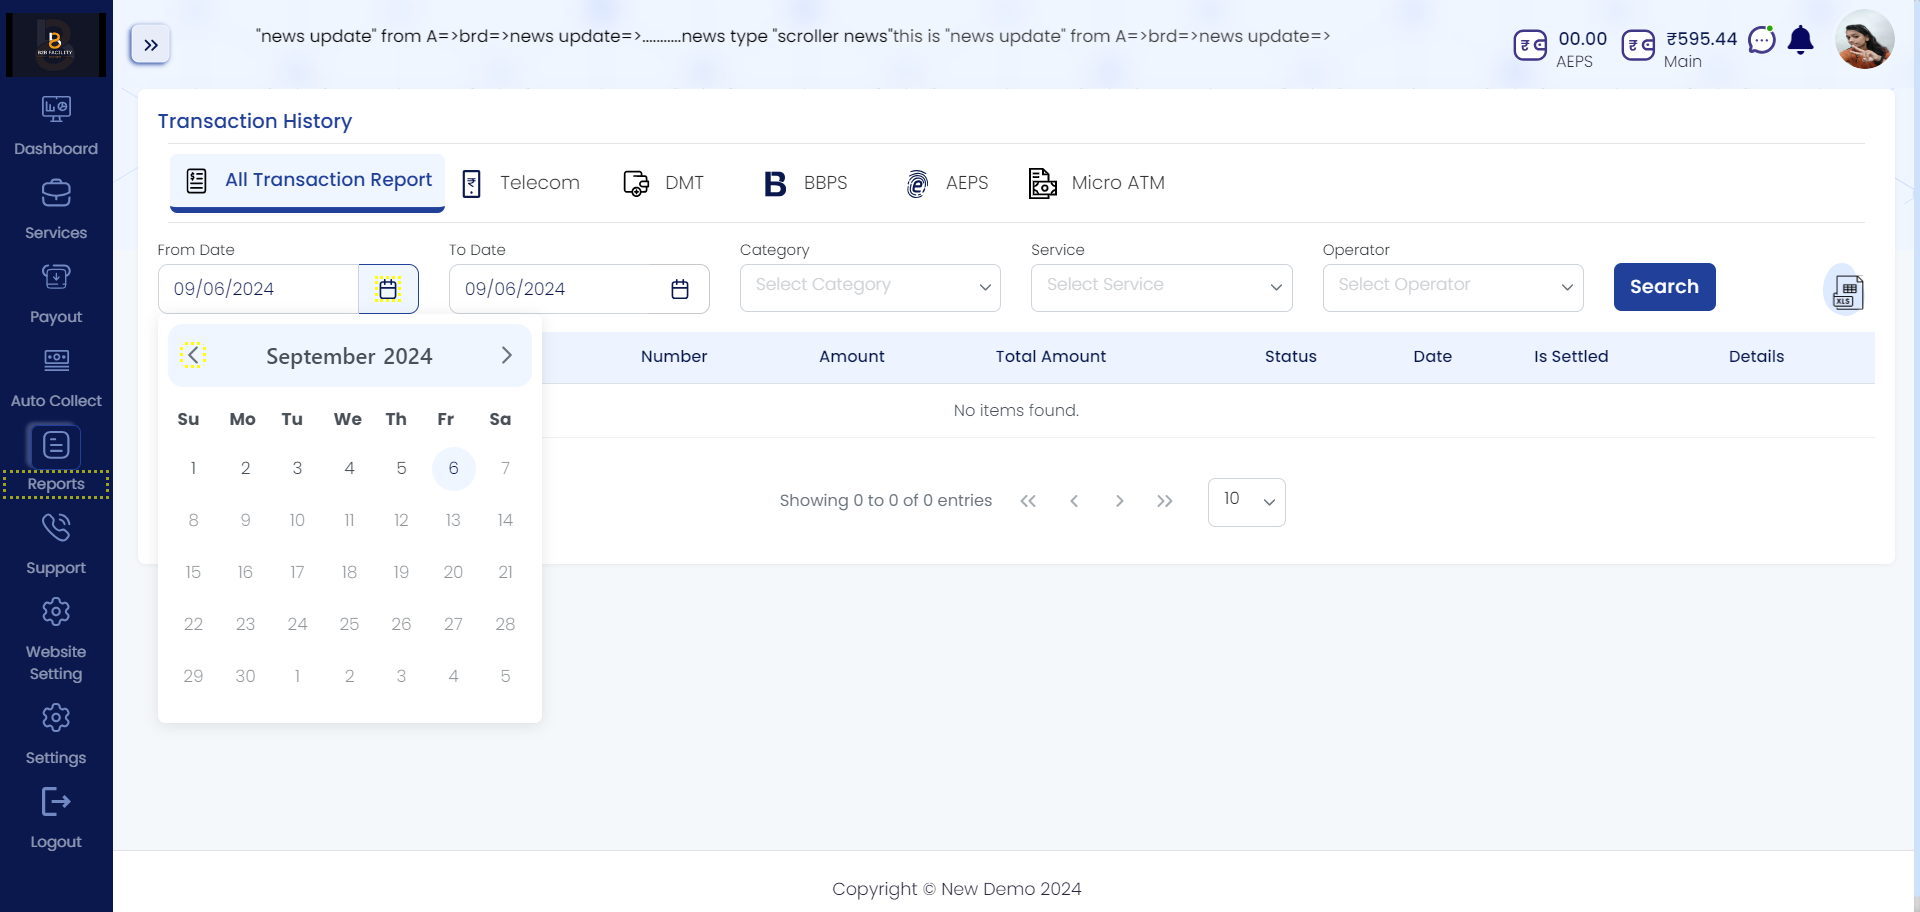 "news update" from A=>brd=>news update=>...........news type "scroller news"this is "news update" from A=>brd=>news update=>
00.00
AEPS
₹595.44
Main
B2B FACILITY
Dashboard
Services
Payout
Auto Collect
Reports
Support
Website
Setting
Settings
Logout
Transaction History
All Transaction Report Telecom DMT BBPS AEPS Micro ATM
From Date To Date Category Service Operator
09/06/2024 09/06/2024 Select Category Select Service Select Operator Search XLS
Number Amount Total Amount Status Date Is Settled Details
No items found.
Showing 0 to 0 of 0 entries 10
September 2024
Su Mo Tu We Th Fr Sa
1 2 3 4 5 6 7
8 9 10 11 12 13 14
15 16 17 18 19 20 21
22 23 24 25 26 27 28
29 30 1 2 3 4 5
Copyright © New Demo 2024